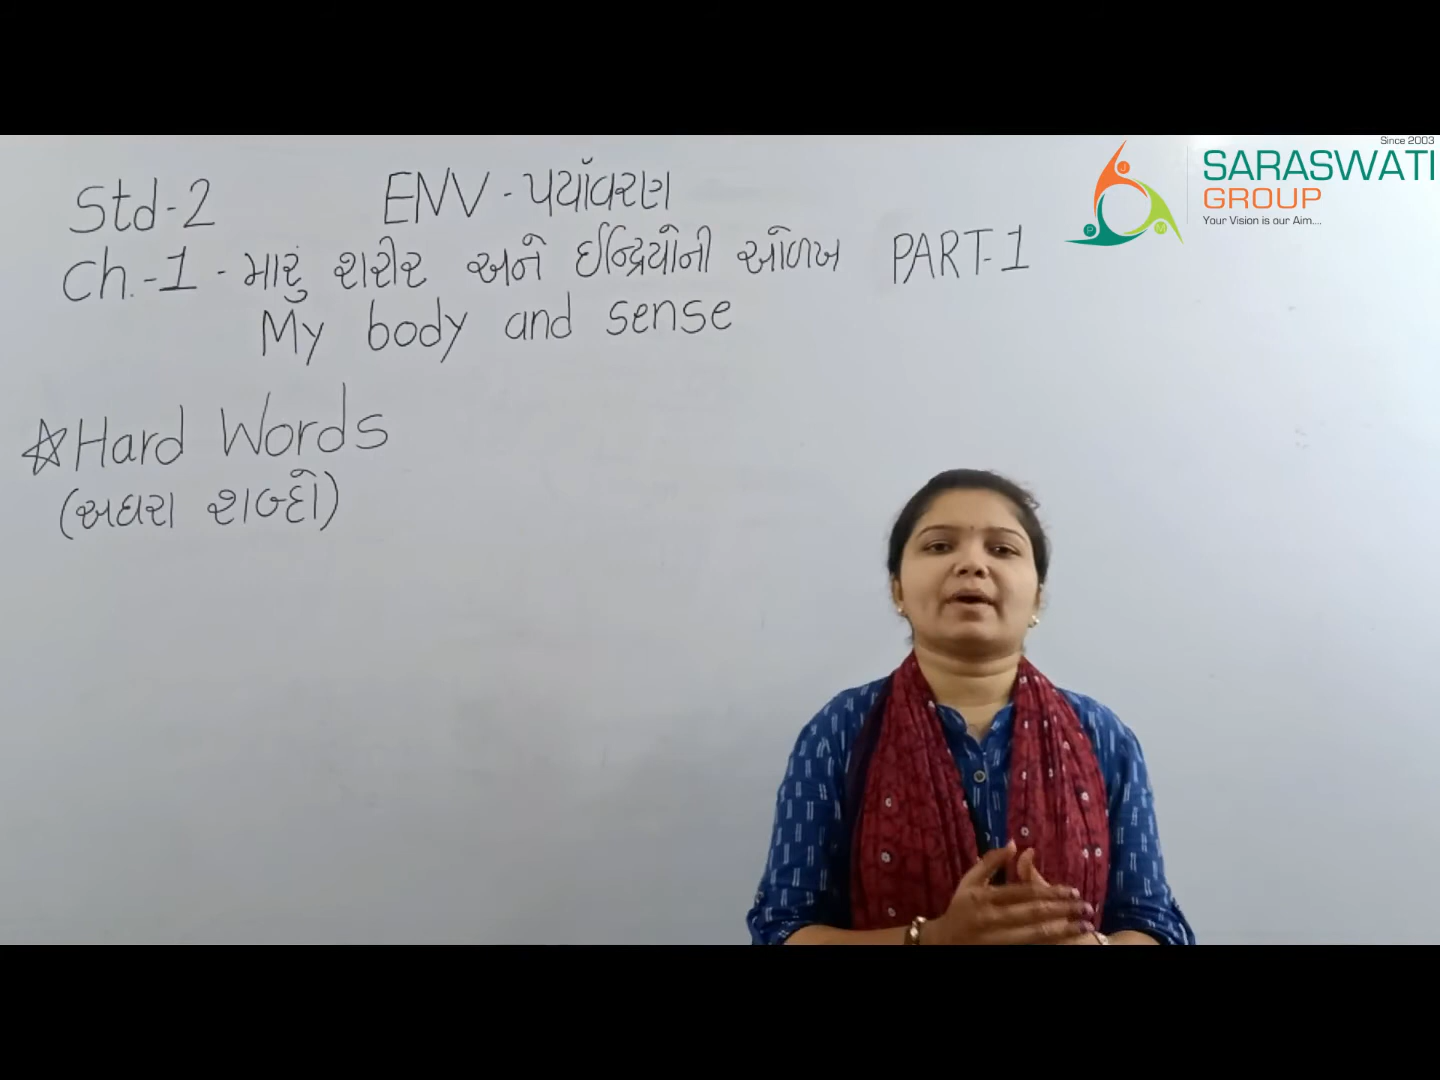 Std-2 ENV - પર્યાવરણ
Ch.-1 - મારું શરીર અને ઈન્દ્રિયોની ઓળખ PART-1
My body and sense
☆Hard Words
(અઘરા શબ્દો)
Since 2003
SARASWATI
GROUP
Your Vision is our Aim....
J
P M